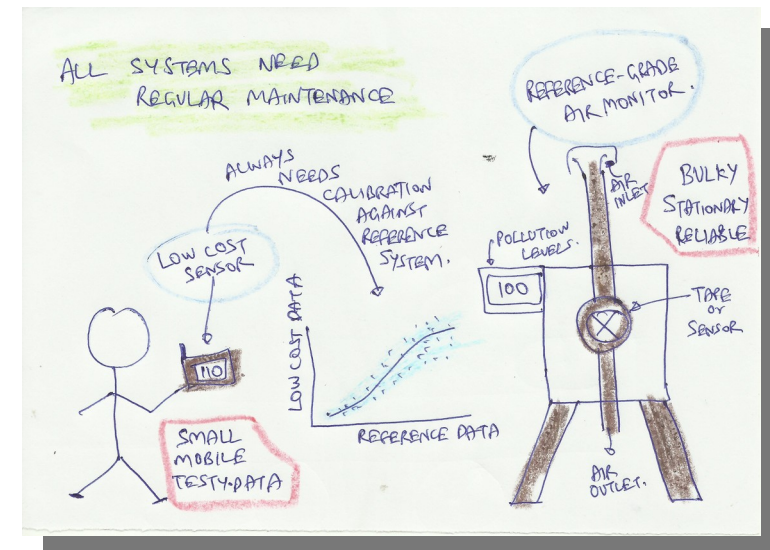 ALL SYSTEMS NEED
REGULAR MAINTENANCE
REFERENCE-GRADE
AIR MONITOR.
ALWAYS
NEEDS
CALIBRATION
AGAINST
REFERENCE
SYSTEM.
AIR
INLET
BULKY
STATIONARY
RELIABLE
LOW COST
SENSOR
POLLUTION
LEVELS.
100
TAPE
or
SENSOR
110
LOW COST DATA
REFERENCE DATA
SMALL
MOBILE
TESTY·DATA
AIR
OUTLET.